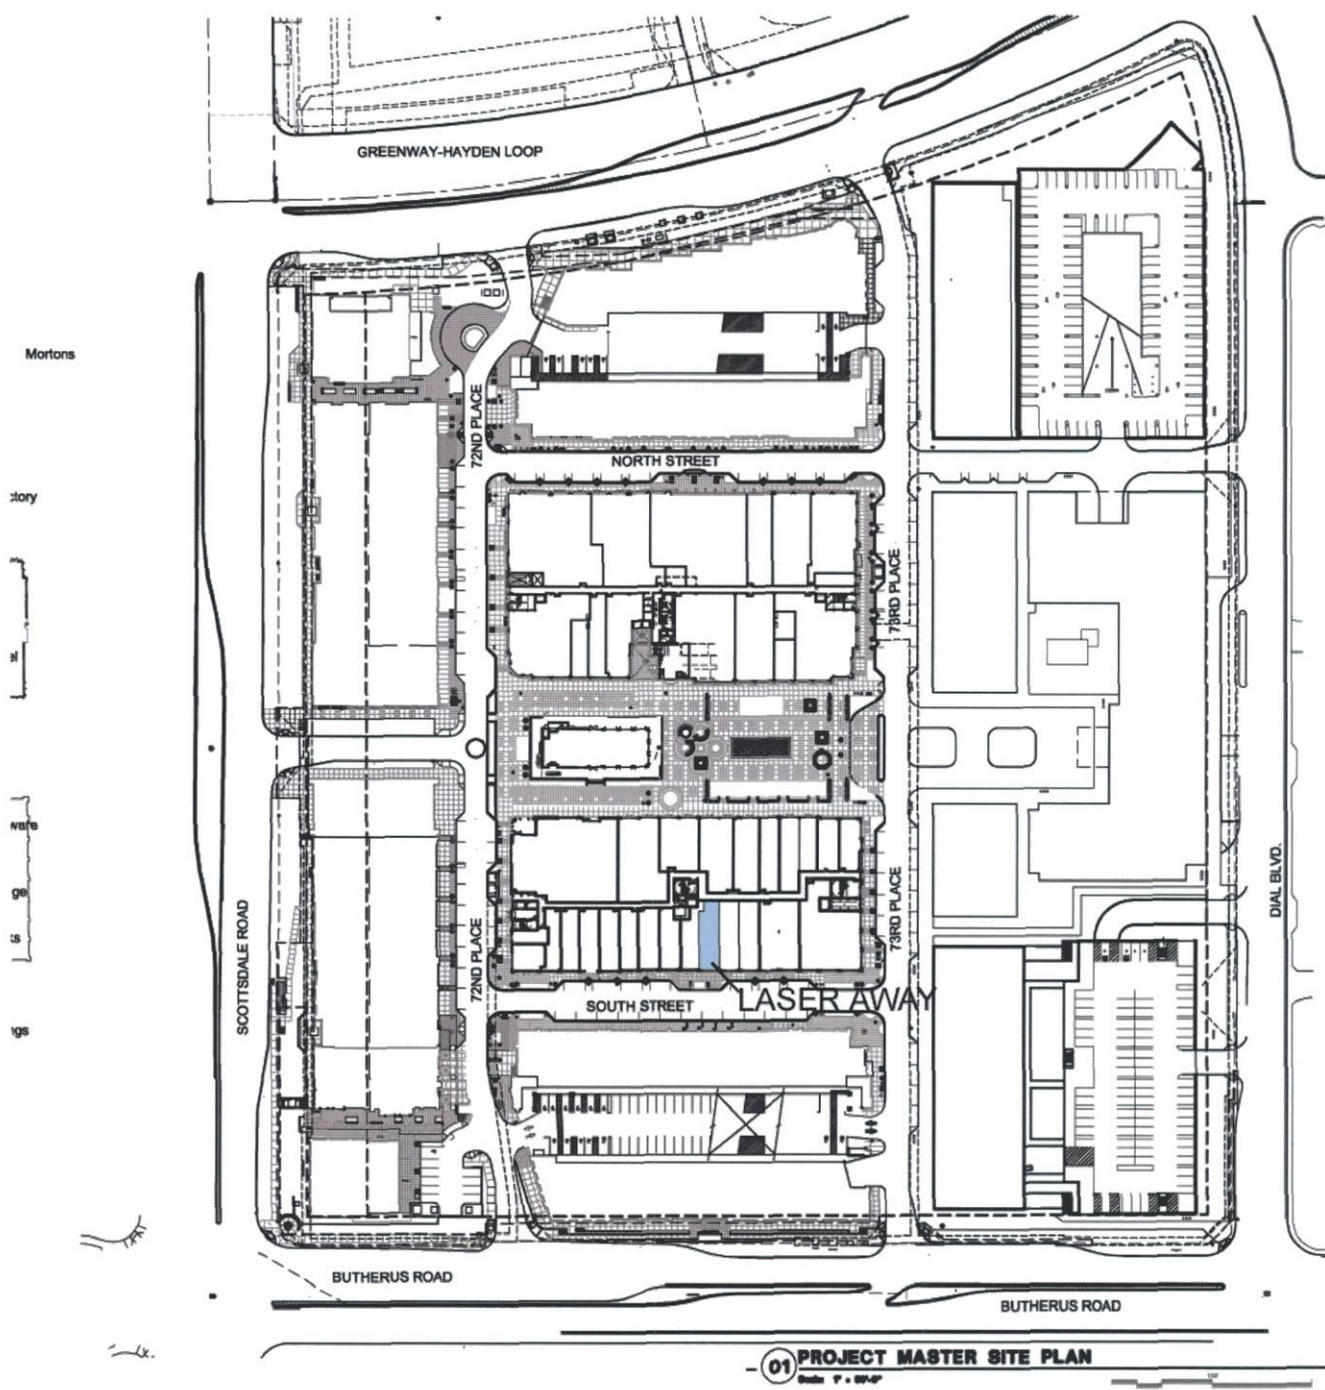 GREENWAY-HAYDEN LOOP
Mortons
72ND PLACE
NORTH STREET
73RD PLACE
SCOTTSDALE ROAD
72ND PLACE
73RD PLACE
DIAL BLVD.
SOUTH STREET
LASER AWAY
BUTHERUS ROAD
BUTHERUS ROAD
01 PROJECT MASTER SITE PLAN